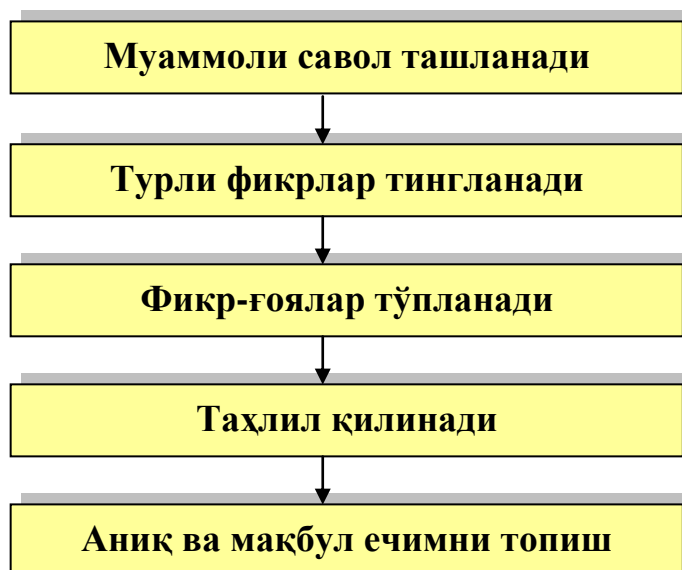 Муаммоли савол ташланади
Турли фикрлар тингланади
Фикр-ғоялар тўпланади
Таҳлил қилинади
Аниқ ва мақбул ечимни топиш